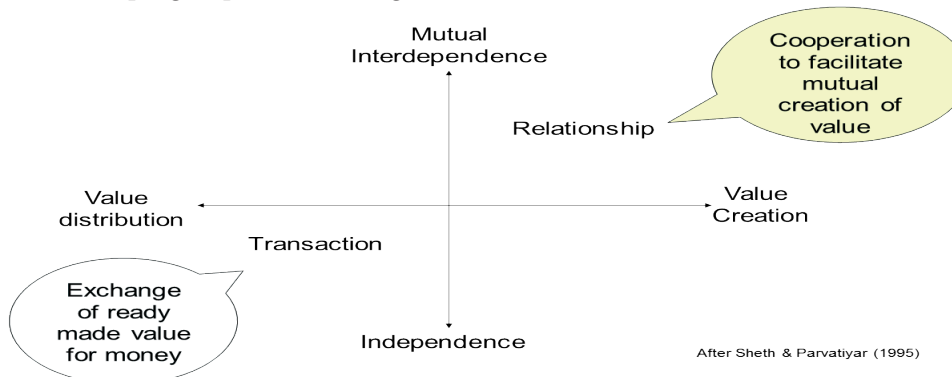 Mutual
Interdependence
Cooperation
to facilitate
mutual
creation of
value
Relationship
Value
distribution
Value
Creation
Transaction
Exchange
of ready
made value
for money
Independence
After Sheth & Parvatiyar (1995)